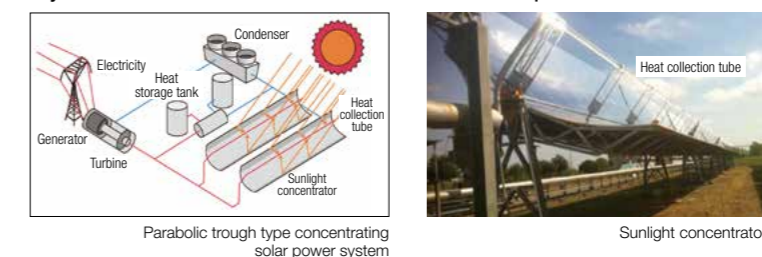 Condenser
Electricity
Heat
storage tank
Heat
collection
tube
Generator
Turbine
Sunlight
concentrator
Parabolic trough type concentrating
solar power system
Heat collection tube
Sunlight concentrato